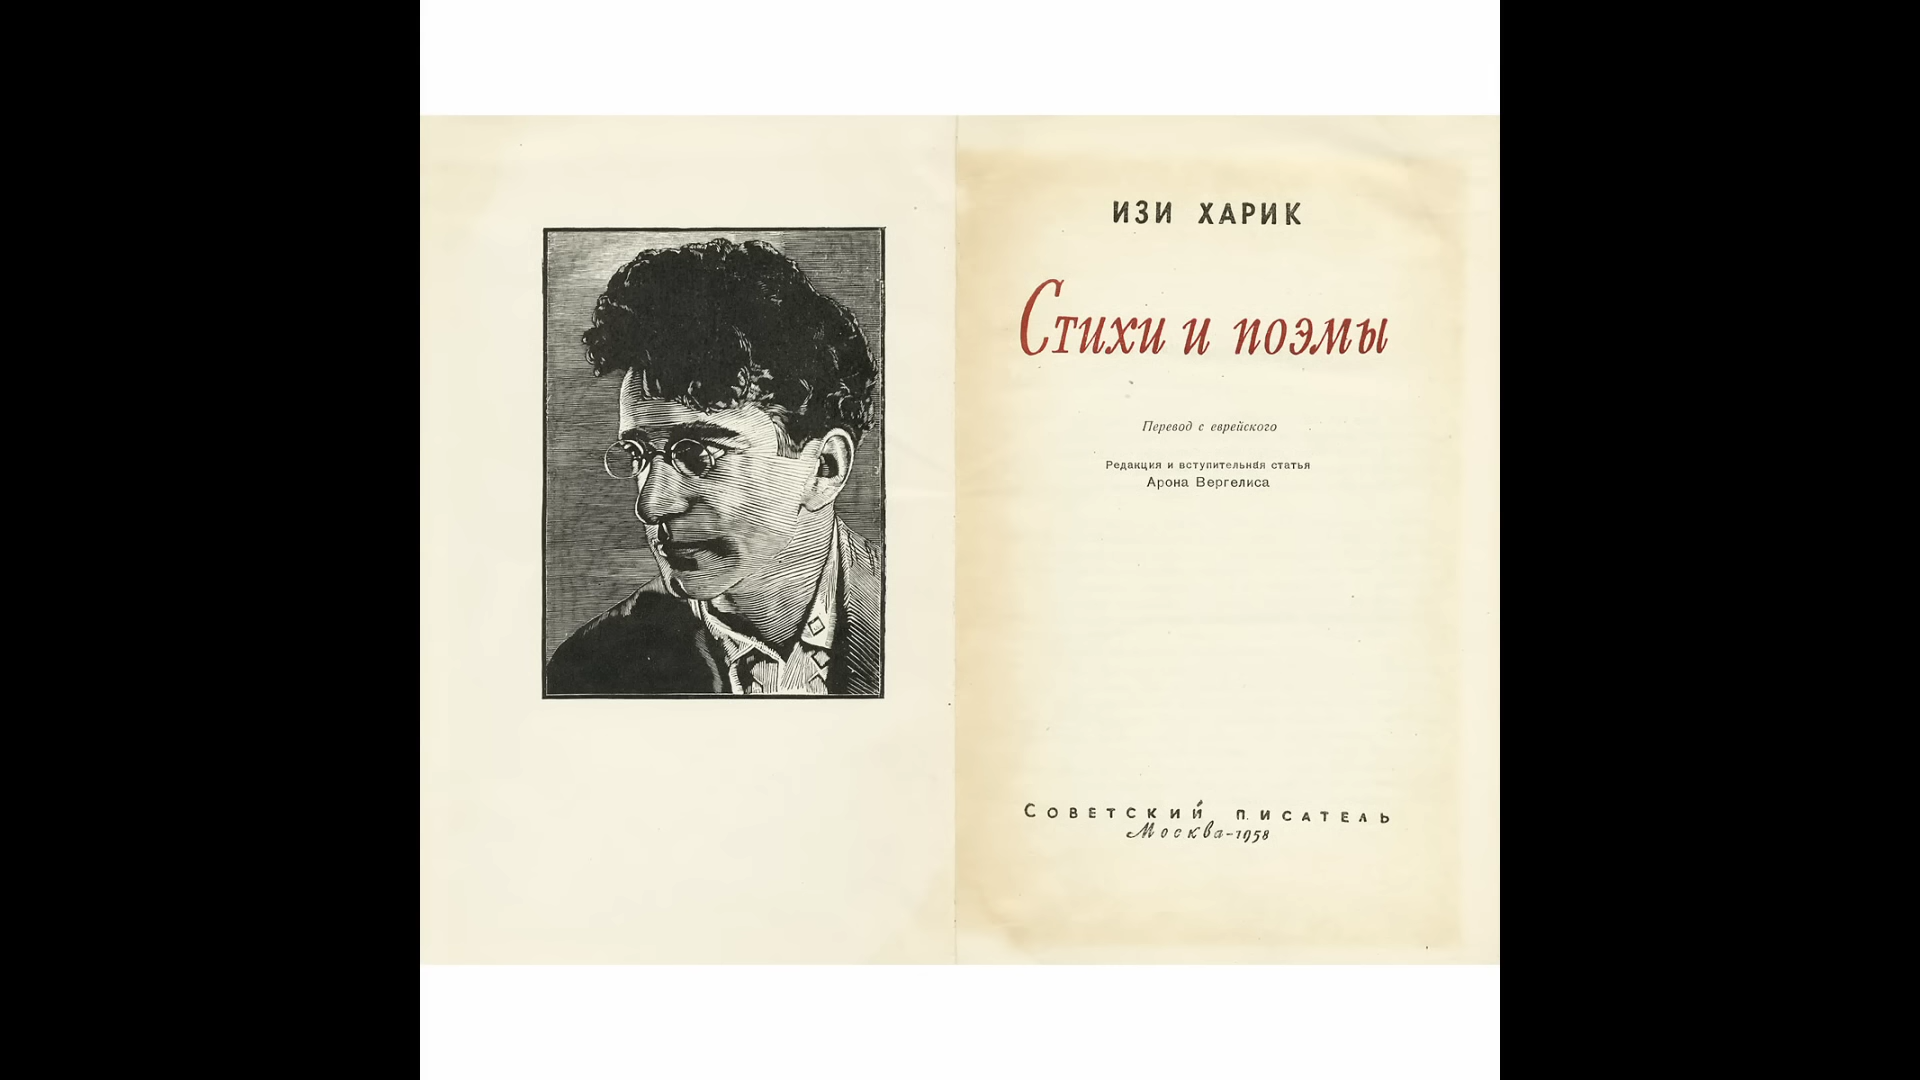 ИЗИ ХАРИК
Стихи и поэмы
Перевод с еврейского
Редакция и вступительная статья
Арона Вергелиса
Советский писатель
Москва-1958